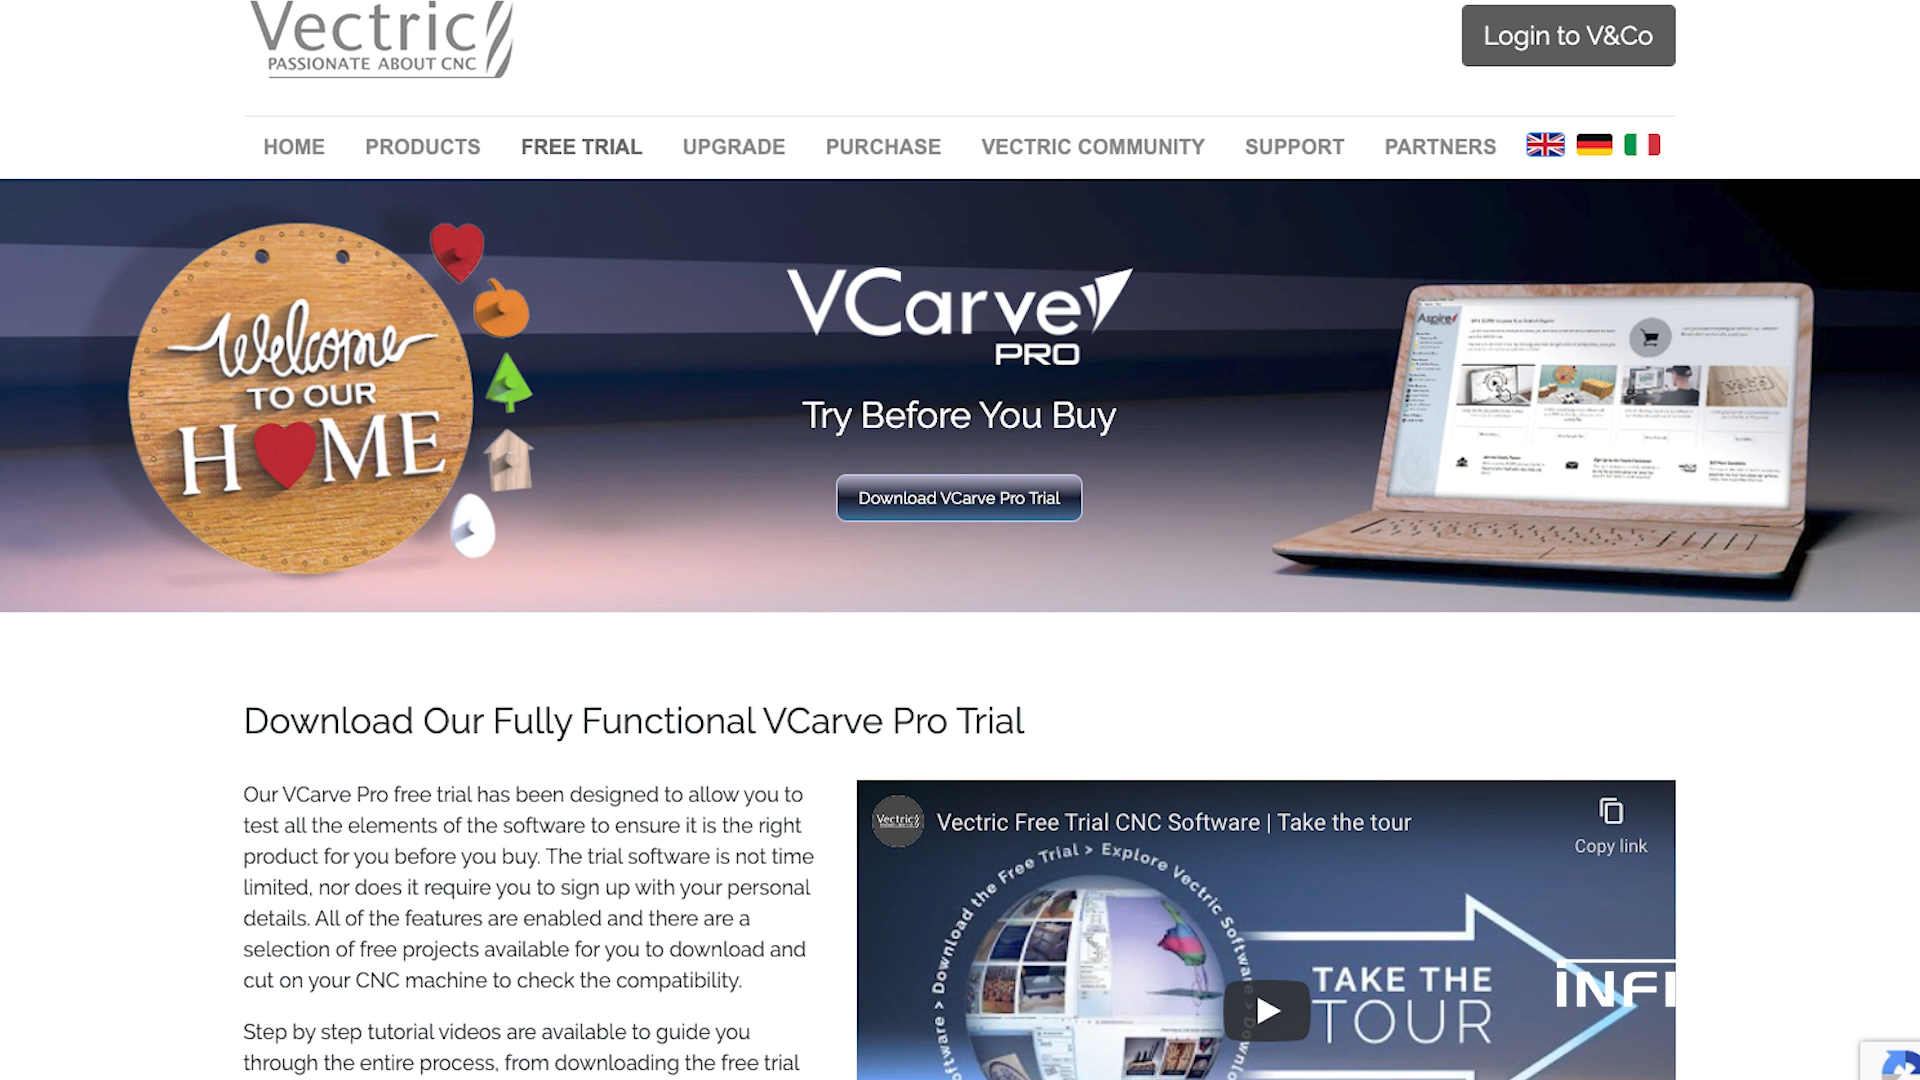 Vectric
PASSIONATE ABOUT CNC
Login to V&Co
HOME PRODUCTS FREE TRIAL UPGRADE PURCHASE VECTRIC COMMUNITY SUPPORT PARTNERS
Welcome
TO OUR
HOME
VCarve
PRO
Try Before You Buy
Download VCarve Pro Trial
Aspire
Download Our Fully Functional VCarve Pro Trial
Our VCarve Pro free trial has been designed to allow you to
test all the elements of the software to ensure it is the right
product for you before you buy. The trial software is not time
limited, nor does it require you to sign up with your personal
details. All of the features are enabled and there are a
selection of free projects available for you to download and
cut on your CNC machine to check the compatibility.
Step by step tutorial videos are available to guide you
through the entire process, from downloading the free trial
Vectric
Vectric Free Trial CNC Software | Take the tour
Copy link
Software > Download the Free Trial > Explore Vectric Software > Downlo
TAKE THE
TOUR
INFI